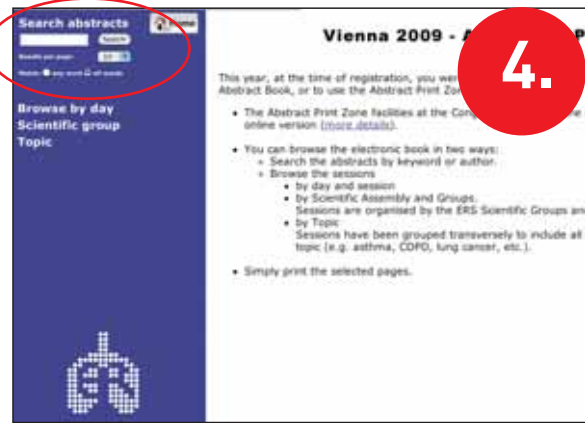 Search abstracts
Home
Search
Results per page: 10
Match: any word all words
Browse by day
Scientific group
Topic
Vienna 2009 - A P
4.
This year, at the time of registration, you wer
Abstract Book, or to use the Abstract Print Zon
• The Abstract Print Zone facilities at the Cong
online version (more details).
• You can browse the electronic book in two ways:
Search the abstracts by keyword or author.
Browse the sessions
• by day and session
• by Scientific Assembly and Groups.
Sessions are organised by the ERS Scientific Groups an
• by Topic
Sessions have been grouped transversely to include all
topic (e.g. asthma, COPD, lung cancer, etc.).
• Simply print the selected pages.
ERS